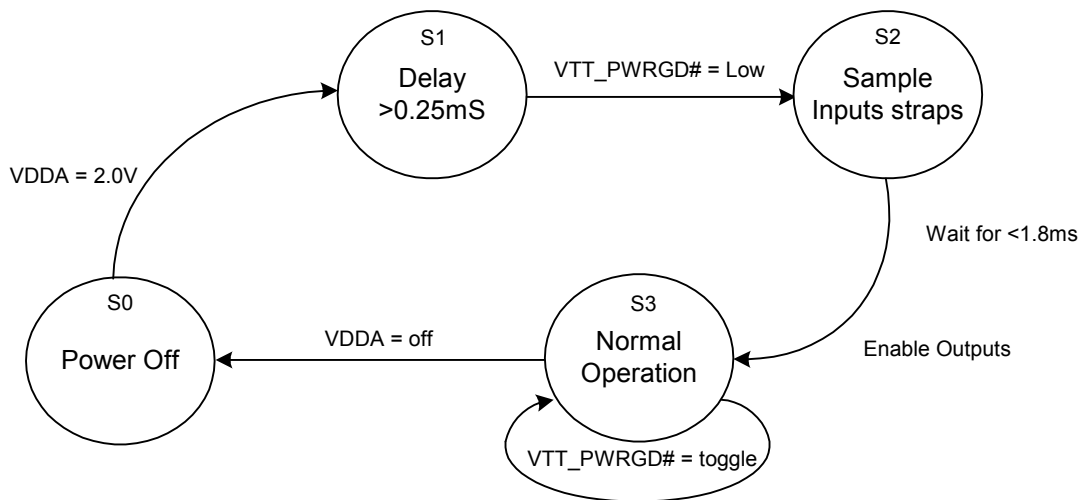 S1
Delay
>0.25mS
VTT_PWRGD# = Low
S2
Sample
Inputs straps
VDDA = 2.0V
Wait for <1.8ms
S0
Power Off
VDDA = off
S3
Normal
Operation
Enable Outputs
VTT_PWRGD# = toggle